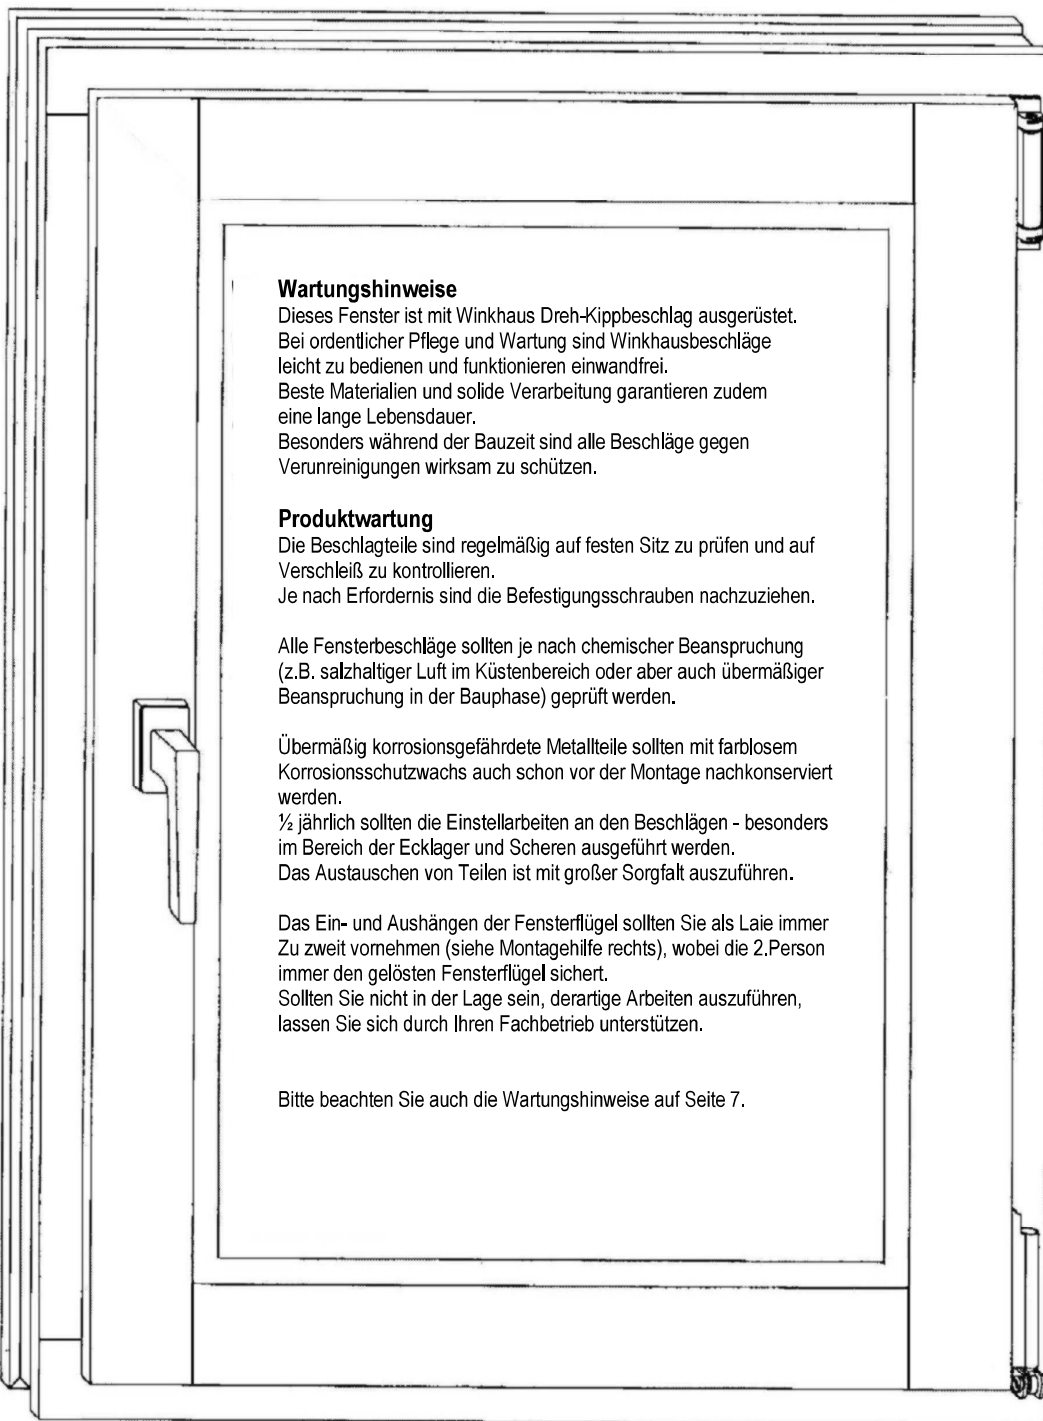 Wartungshinweise
Dieses Fenster ist mit Winkhaus Dreh-Kippbeschlag ausgerüstet.
Bei ordentlicher Pflege und Wartung sind Winkhausbeschläge
leicht zu bedienen und funktionieren einwandfrei.
Beste Materialien und solide Verarbeitung garantieren zudem
eine lange Lebensdauer.
Besonders während der Bauzeit sind alle Beschläge gegen
Verunreinigungen wirksam zu schützen.
Produktwartung
Die Beschlagteile sind regelmäßig auf festen Sitz zu prüfen und auf
Verschleiß zu kontrollieren.
Je nach Erfordernis sind die Befestigungsschrauben nachzuziehen.
Alle Fensterbeschläge sollten je nach chemischer Beanspruchung
(z.B. salzhaltiger Luft im Küstenbereich oder aber auch übermäßiger
Beanspruchung in der Bauphase) geprüft werden.
Übermäßig korrosionsgefährdete Metallteile sollten mit farblosem
Korrosionsschutzwachs auch schon vor der Montage nachkonserviert
werden.
½ jährlich sollten die Einstellarbeiten an den Beschlägen - besonders
im Bereich der Ecklager und Scheren ausgeführt werden.
Das Austauschen von Teilen ist mit großer Sorgfalt auszuführen.
Das Ein- und Aushängen der Fensterflügel sollten Sie als Laie immer
Zu zweit vornehmen (siehe Montagehilfe rechts), wobei die 2.Person
immer den gelösten Fensterflügel sichert.
Sollten Sie nicht in der Lage sein, derartige Arbeiten auszuführen,
lassen Sie sich durch Ihren Fachbetrieb unterstützen.
Bitte beachten Sie auch die Wartungshinweise auf Seite 7.